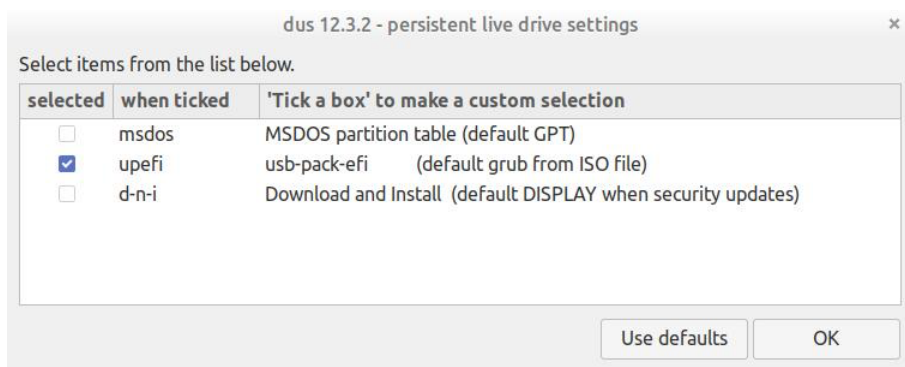 dus 12.3.2 - persistent live drive settings ×
Select items from the list below.
selected when ticked 'Tick a box' to make a custom selection
msdos MSDOS partition table (default GPT)
upefi usb-pack-efi (default grub from ISO file)
d-n-i Download and Install (default DISPLAY when security updates)
Use defaults OK